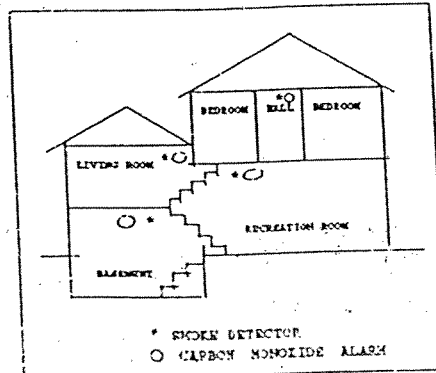 BEDROOM HALL BEDROOM
LIVING ROOM
RECREATION ROOM
BASEMENT
* SMOKE DETECTOR
○ CARBON MONOXIDE ALARM